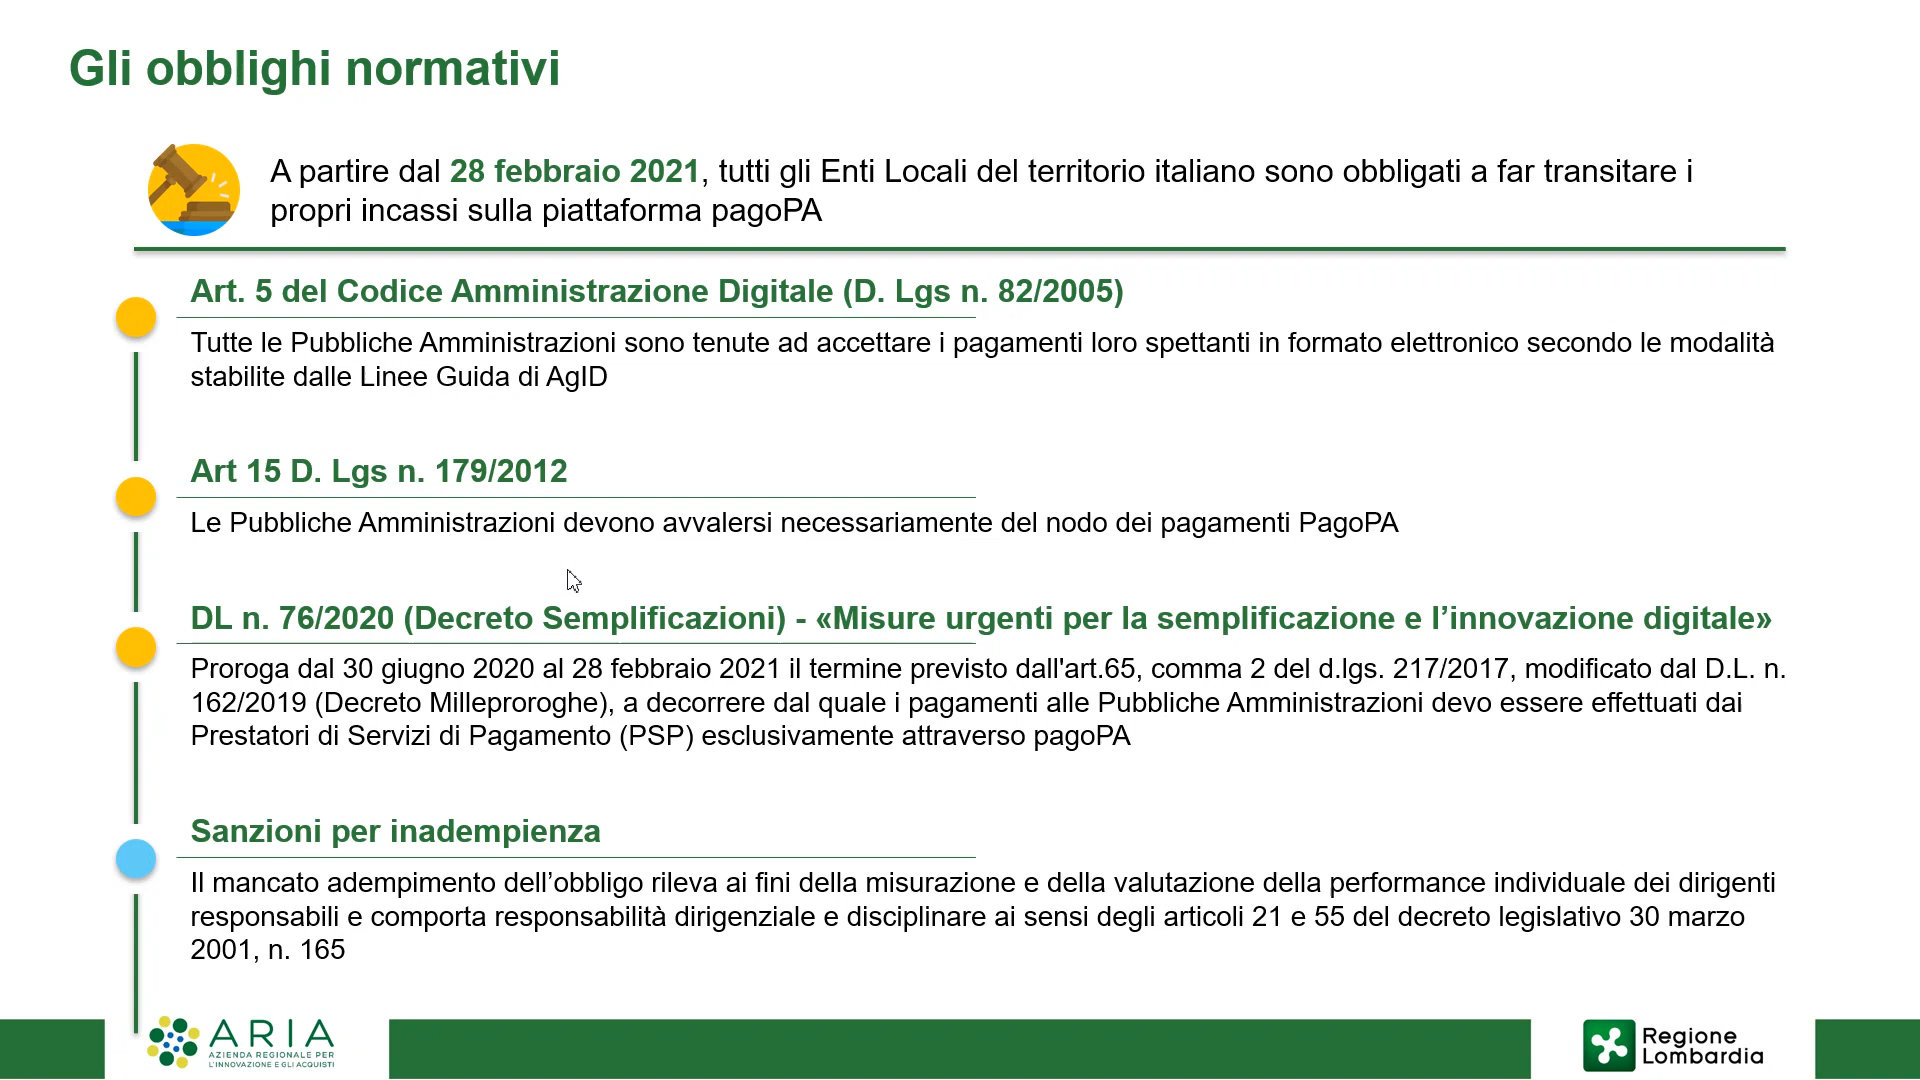 Gli obblighi normativi
A partire dal 28 febbraio 2021, tutti gli Enti Locali del territorio italiano sono obbligati a far transitare i
propri incassi sulla piattaforma pagoPA
Art. 5 del Codice Amministrazione Digitale (D. Lgs n. 82/2005)
Tutte le Pubbliche Amministrazioni sono tenute ad accettare i pagamenti loro spettanti in formato elettronico secondo le modalità
stabilite dalle Linee Guida di AgID
Art 15 D. Lgs n. 179/2012
Le Pubbliche Amministrazioni devono avvalersi necessariamente del nodo dei pagamenti PagoPA
DL n. 76/2020 (Decreto Semplificazioni) - «Misure urgenti per la semplificazione e l’innovazione digitale»
Proroga dal 30 giugno 2020 al 28 febbraio 2021 il termine previsto dall'art.65, comma 2 del d.lgs. 217/2017, modificato dal D.L. n.
162/2019 (Decreto Milleproroghe), a decorrere dal quale i pagamenti alle Pubbliche Amministrazioni devo essere effettuati dai
Prestatori di Servizi di Pagamento (PSP) esclusivamente attraverso pagoPA
Sanzioni per inadempienza
Il mancato adempimento dell’obbligo rileva ai fini della misurazione e della valutazione della performance individuale dei dirigenti
responsabili e comporta responsabilità dirigenziale e disciplinare ai sensi degli articoli 21 e 55 del decreto legislativo 30 marzo
2001, n. 165
ARIA
AZIENDA REGIONALE PER
L'INNOVAZIONE E GLI ACQUISTI
Regione
Lombardia